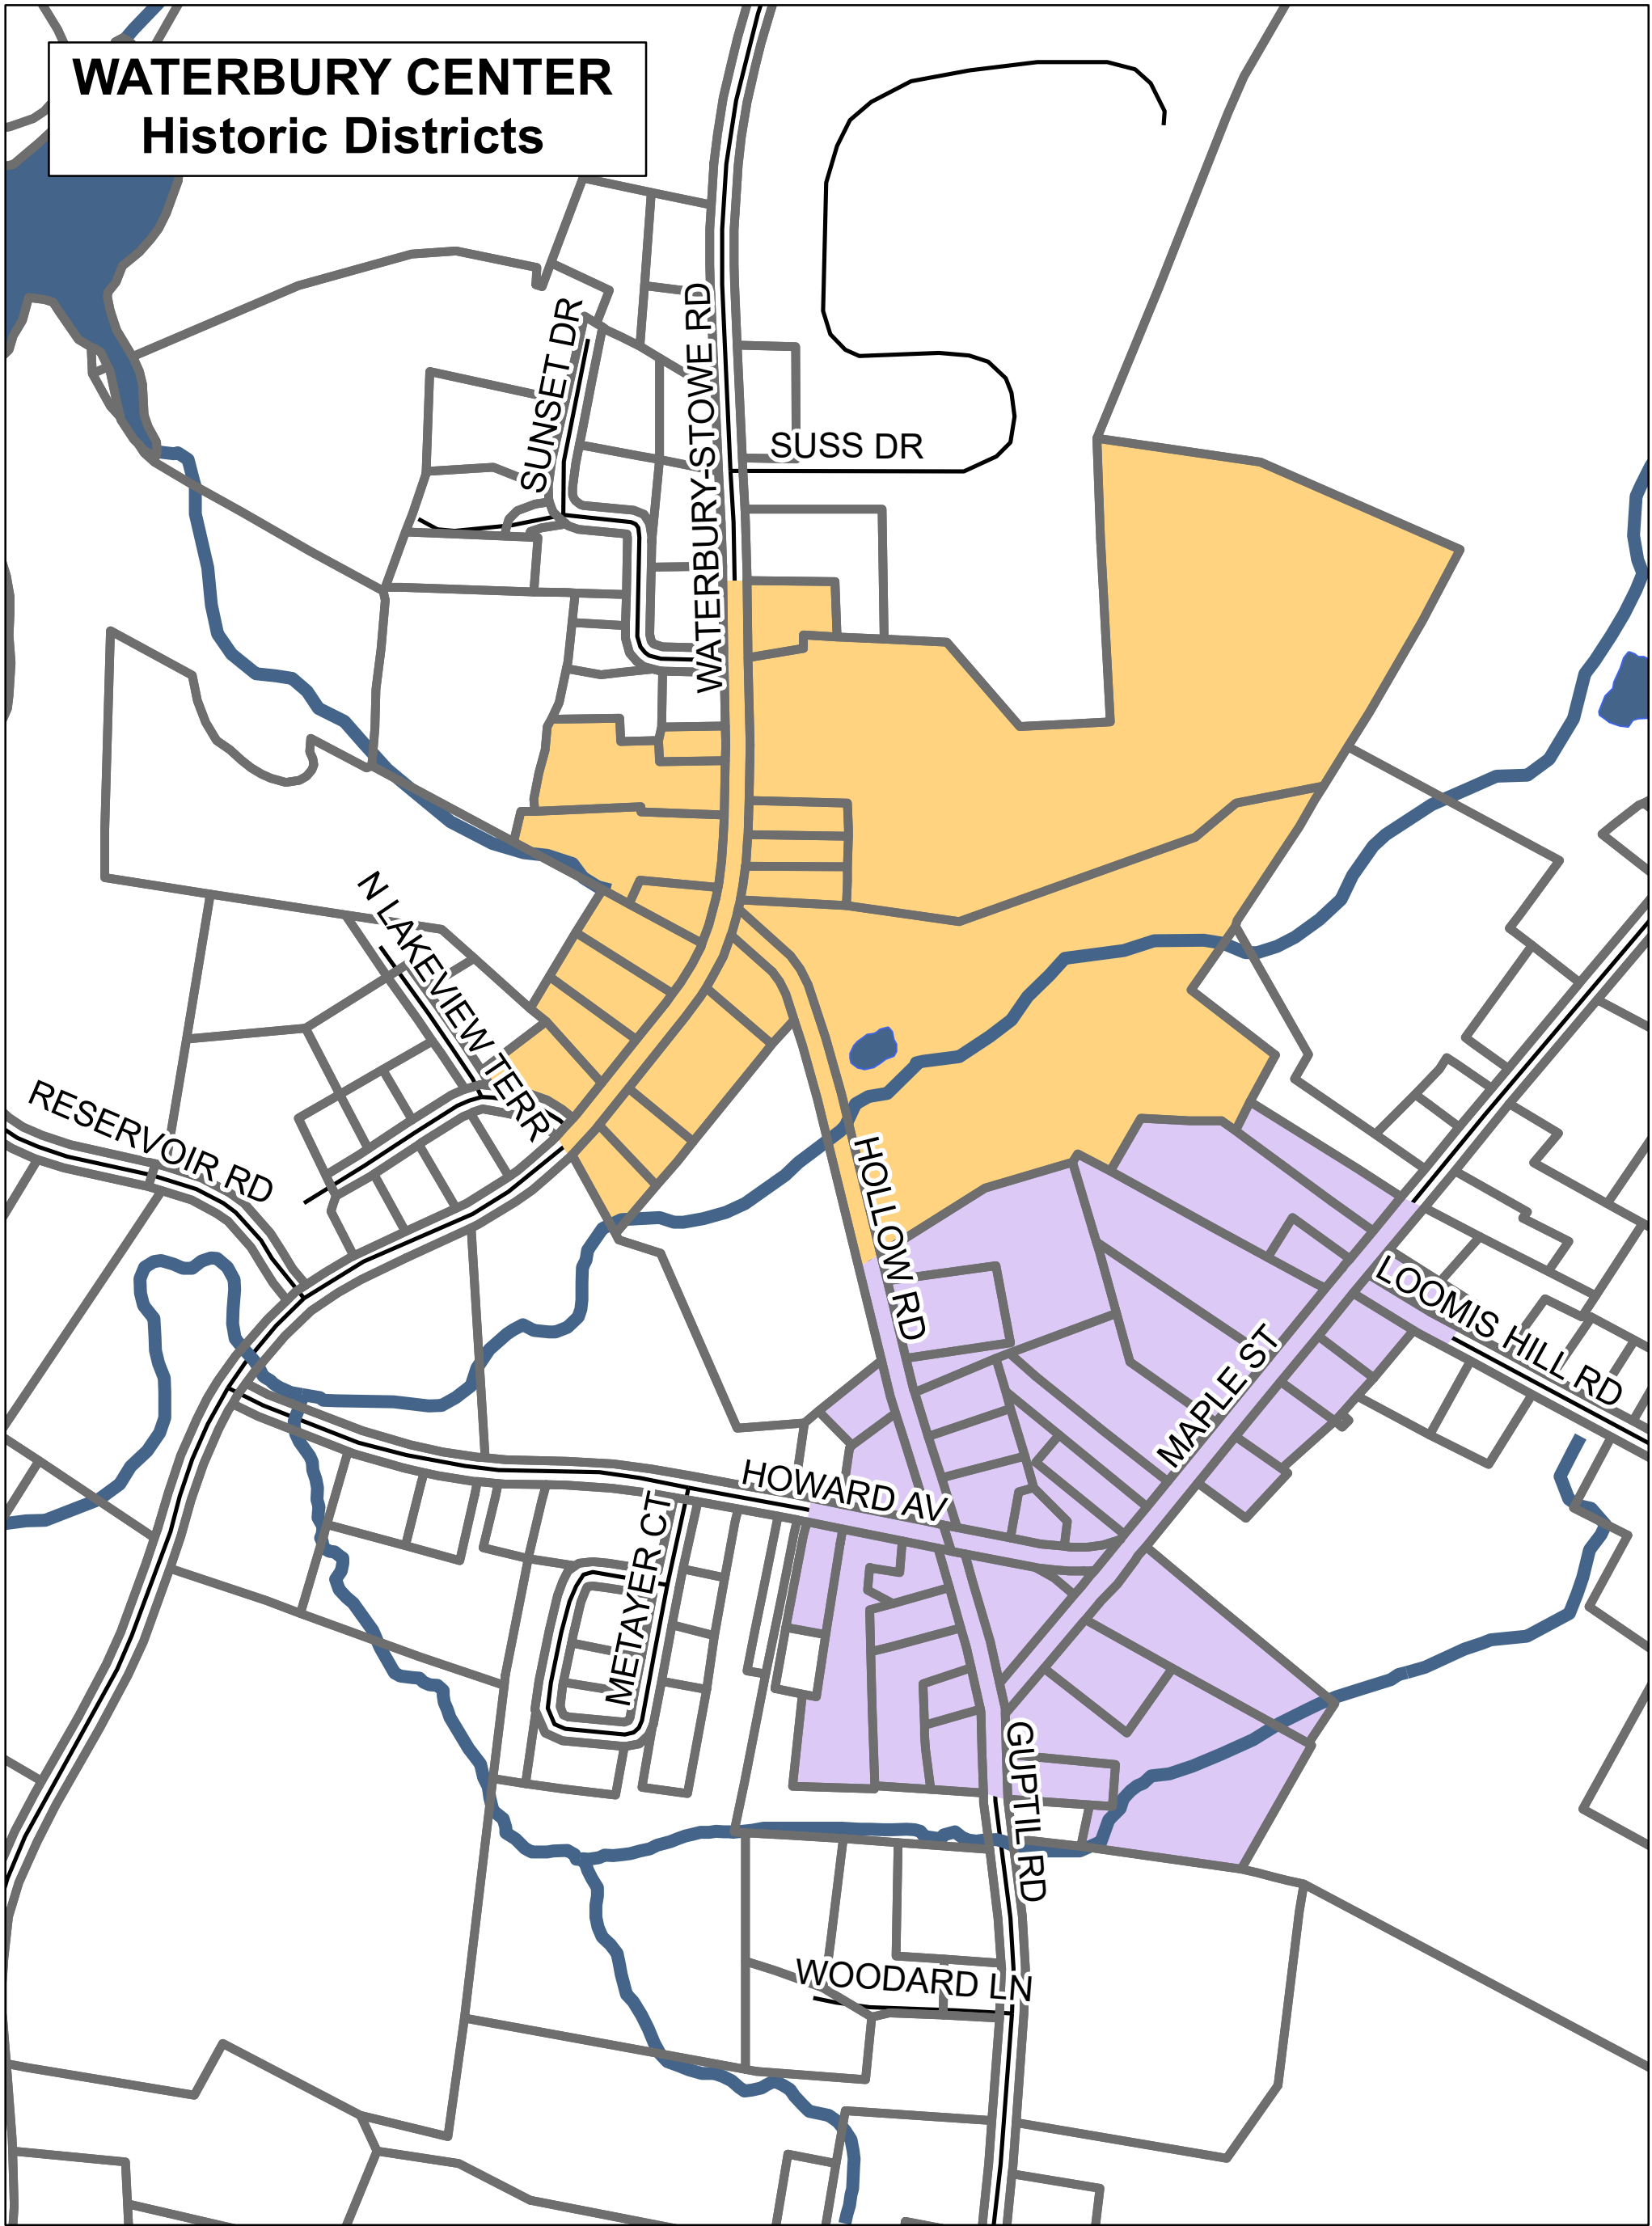 WATERBURY CENTER
Historic Districts
SUNSET DR
WATERBURY-STOWE RD
SUSS DR
N LAKEVIEW TERR
RESERVOIR RD
HOLLOW RD
LOOMIS HILL RD
MAPLE ST
HOWARD AV
METAYER CT
GUPTIL RD
WOODARD LN